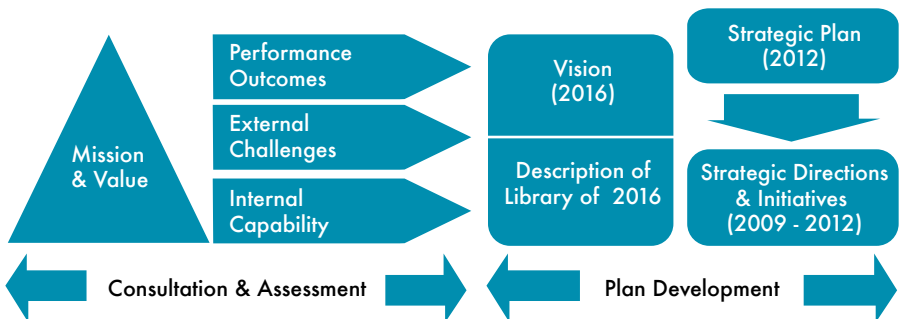 Mission
& Value
Performance
Outcomes
External
Challenges
Internal
Capability
Vision
(2016)
Description of
Library of 2016
Strategic Plan
(2012)
Strategic Directions
& Initiatives
(2009 - 2012)
Consultation & Assessment
Plan Development